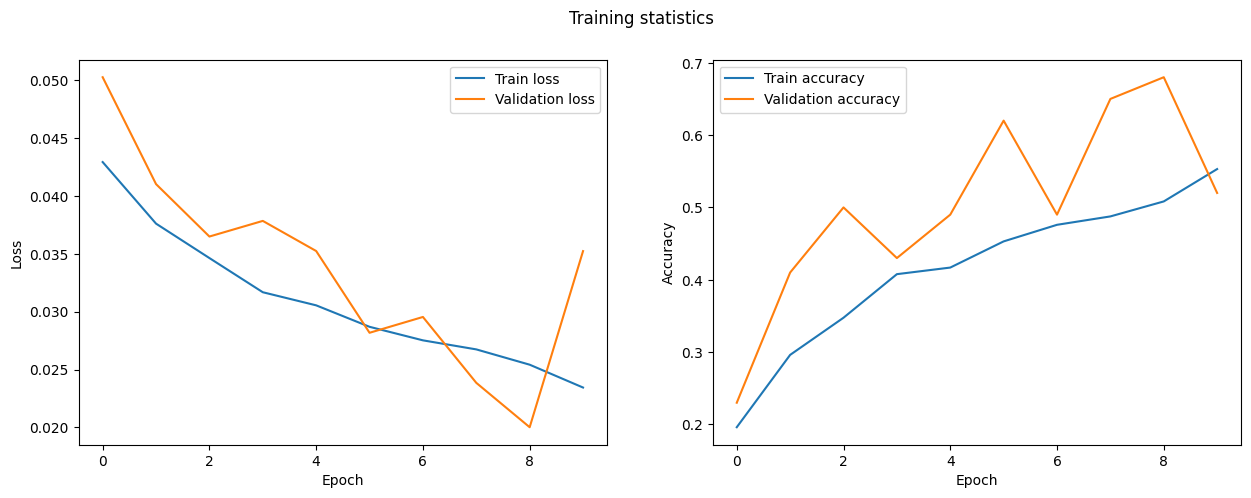 Training statistics
0.050
0.045
0.040
0.035
0.030
0.025
0.020
Loss
0 2 4 6 8
Epoch
Train loss
Validation loss
0.7
0.6
0.5
0.4
0.3
0.2
Accuracy
0 2 4 6 8
Epoch
Train accuracy
Validation accuracy